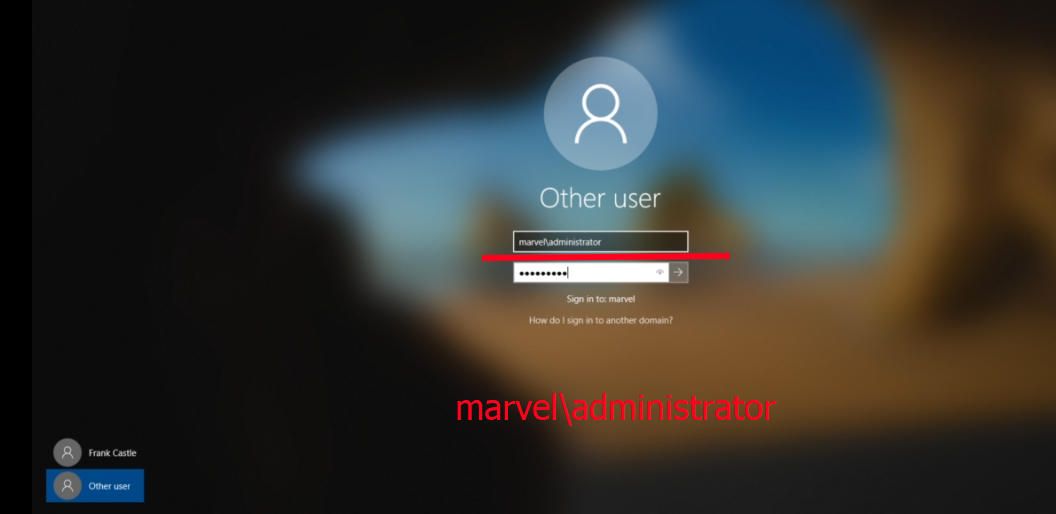 Other user
marvel\administrator
Sign in to: marvel
How do I sign in to another domain?
marvel\administrator
Frank Castle
Other user